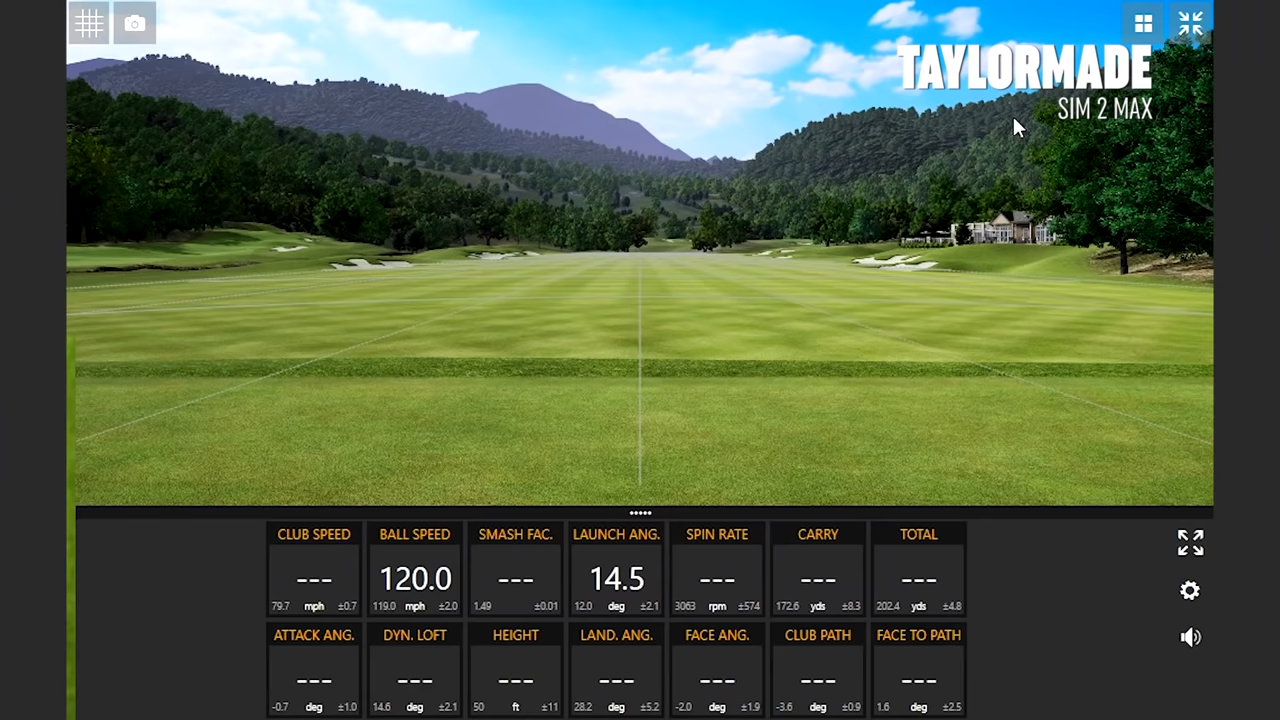 TAYLORMADE
SIM 2 MAX
CLUB SPEED BALL SPEED SMASH FAC. LAUNCH ANG. SPIN RATE CARRY TOTAL
--- 120.0 --- 14.5 --- --- ---
79.7 mph ±0.7 119.0 mph ±2.0 1.49 ±0.01 12.0 deg ±2.1 3063 rpm ±574 172.6 yds ±8.3 202.4 yds ±4.8
ATTACK ANG. DYN. LOFT HEIGHT LAND. ANG. FACE ANG. CLUB PATH FACE TO PATH
--- --- --- --- --- --- ---
-0.7 deg ±1.0 14.6 deg ±2.1 50 ft ±11 28.2 deg ±5.2 -2.0 deg ±1.9 -3.6 deg ±0.9 1.6 deg ±2.5